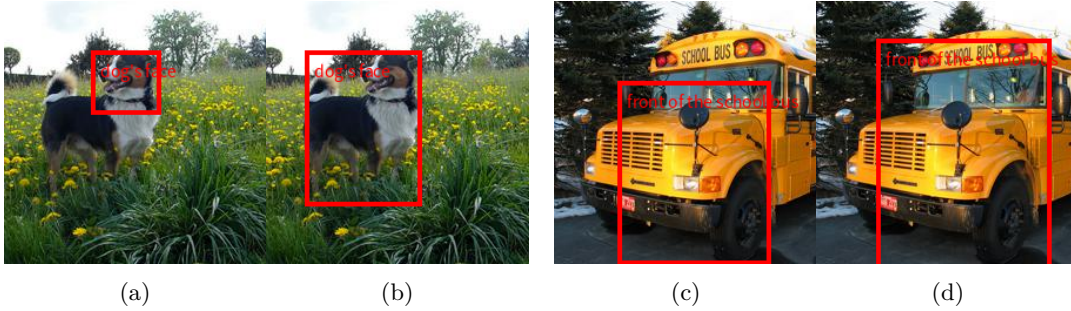 dog's face
dog's face
SCHOOL BUS
front of the school bus
SCHOOL BUS
front of the school bus
(a)
(b)
(c)
(d)